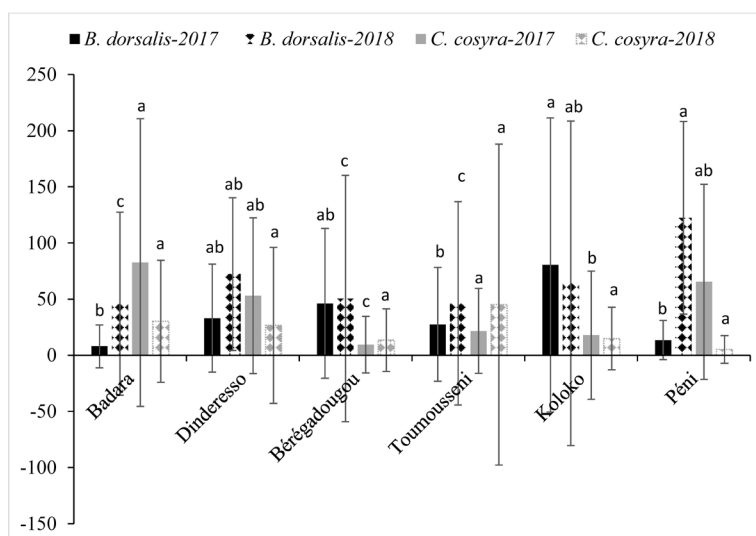 B. dorsalis-2017 B. dorsalis-2018 C. cosyra-2017 C. cosyra-2018
250
200
150
100
50
0
-50
-100
-150
b c a a
ab ab ab a
ab c c a
b c a a
a ab b a
b a ab a
Badara
Dinderesso
Bérégadougou
Toumousseni
Koloko
Péni